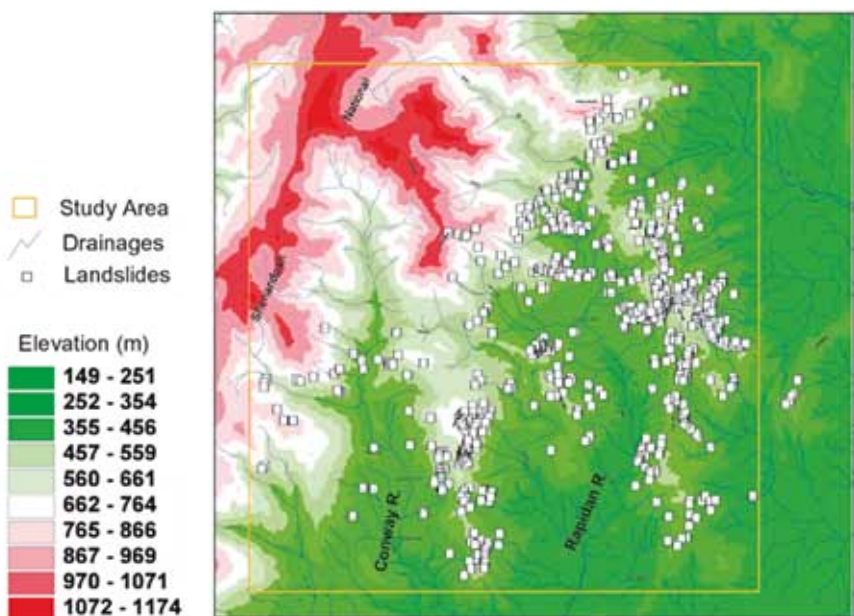 Study Area
Drainages
Landslides
Elevation (m)
149 - 251
252 - 354
355 - 456
457 - 559
560 - 661
662 - 764
765 - 866
867 - 969
970 - 1071
1072 - 1174
National
Shenandoah
Conway R.
Rapidan R.